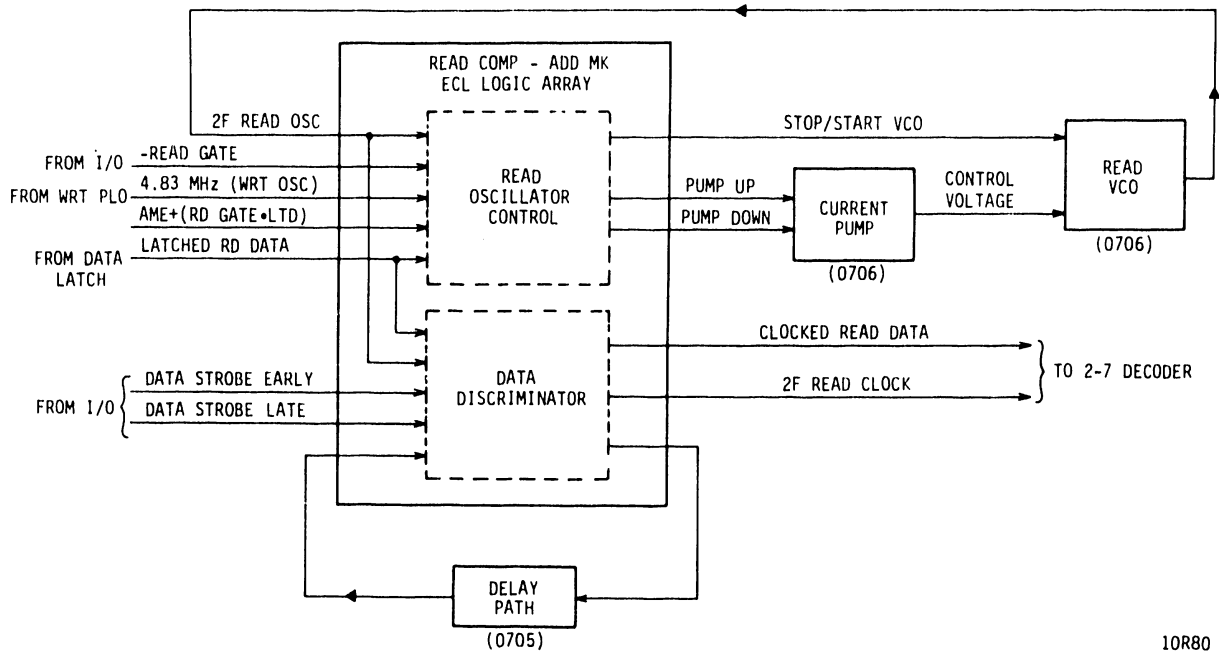 READ COMP - ADD MK
ECL LOGIC ARRAY
2F READ OSC
FROM I/O
-READ GATE
FROM WRT PLO
4.83 MHz (WRT OSC)
AME+(RD GATE•LTD)
LATCHED RD DATA
FROM DATA
LATCH
READ
OSCILLATOR
CONTROL
STOP/START VCO
PUMP UP
PUMP DOWN
CURRENT
PUMP
(0706)
CONTROL
VOLTAGE
READ
VCO
(0706)
FROM I/O
DATA STROBE EARLY
DATA STROBE LATE
DATA
DISCRIMINATOR
CLOCKED READ DATA
2F READ CLOCK
TO 2-7 DECODER
DELAY
PATH
(0705)
10R80